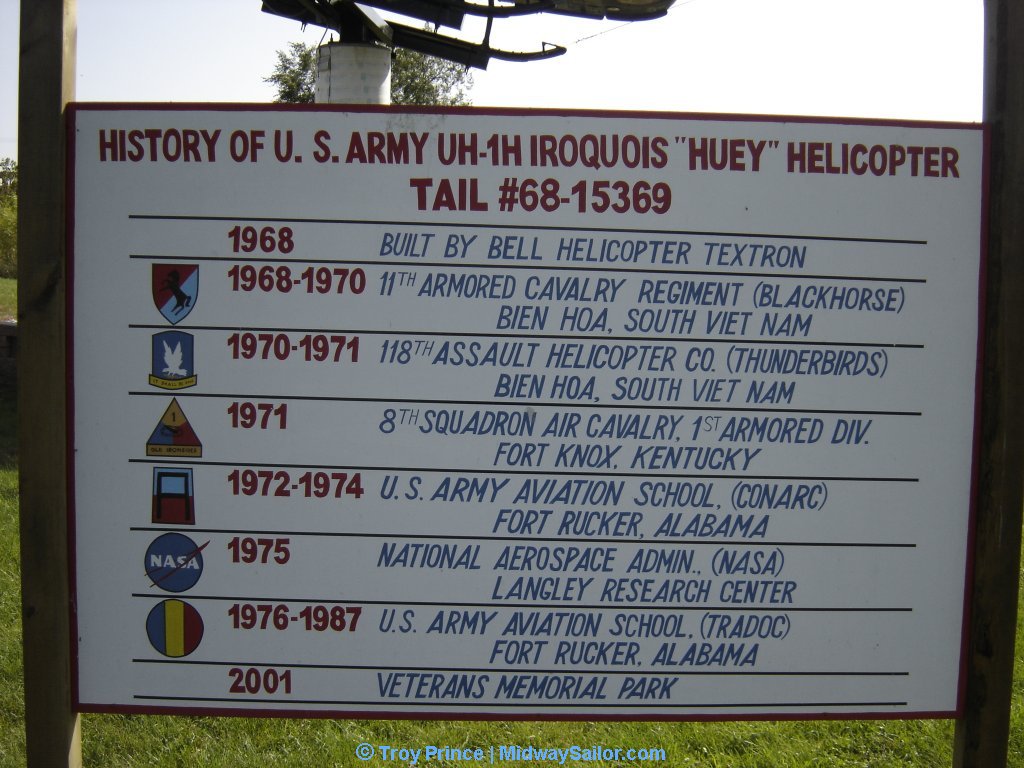 HISTORY OF U. S. ARMY UH-1H IROQUOIS "HUEY" HELICOPTER
TAIL #68-15369
1968 BUILT BY BELL HELICOPTER TEXTRON
1968-1970 11TH ARMORED CAVALRY REGIMENT (BLACKHORSE)
BIEN HOA, SOUTH VIET NAM
1970-1971 118TH ASSAULT HELICOPTER CO. (THUNDERBIRDS)
BIEN HOA, SOUTH VIET NAM
1
1971 8TH SQUADRON AIR CAVALRY, 1ST ARMORED DIV.
OLD IRONSIDES
FORT KNOX, KENTUCKY
1972-1974 U.S. ARMY AVIATION SCHOOL, (CONARC)
FORT RUCKER, ALABAMA
NASA
1975 NATIONAL AEROSPACE ADMIN., (NASA)
LANGLEY RESEARCH CENTER
1976-1987 U.S. ARMY AVIATION SCHOOL, (TRADOC)
FORT RUCKER, ALABAMA
2001 VETERANS MEMORIAL PARK
© Troy Prince | MidwaySailor.com